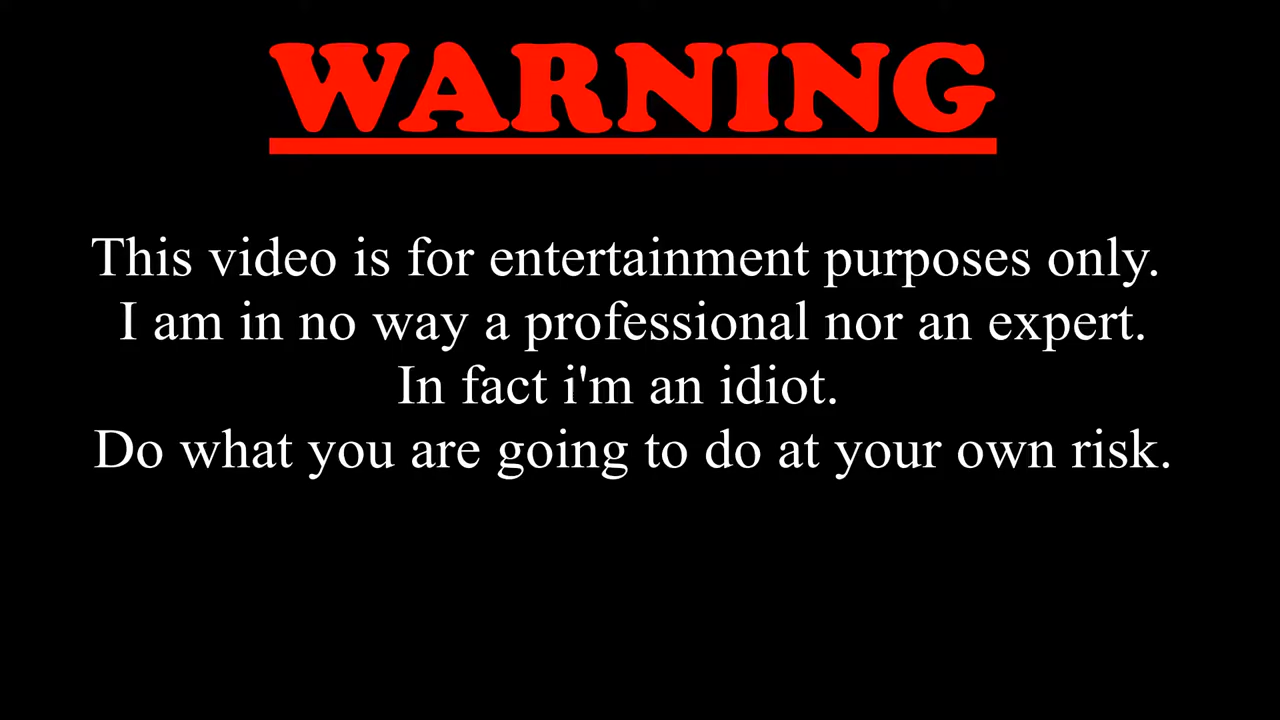 WARNING
This video is for entertainment purposes only.
I am in no way a professional nor an expert.
In fact i'm an idiot.
Do what you are going to do at your own risk.